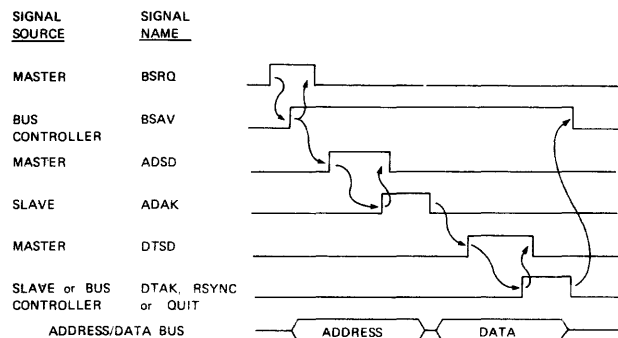 SIGNAL SOURCE SIGNAL NAME
MASTER BSRQ
BUS CONTROLLER BSAV
MASTER ADSD
SLAVE ADAK
MASTER DTSD
SLAVE or BUS CONTROLLER DTAK, RSYNC or QUIT
ADDRESS/DATA BUS ADDRESS DATA